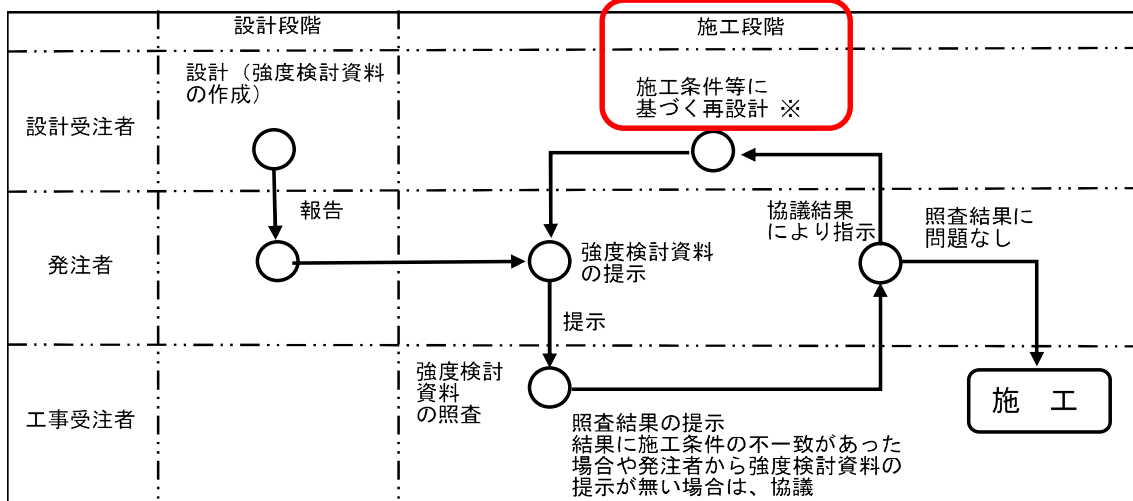 設計段階
施工段階
設計受注者
設計（強度検討資料
の作成）
施工条件等に
基づく再設計 ※
報告
協議結果
により指示
照査結果に
問題なし
発注者
強度検討資料
の提示
提示
工事受注者
強度検討
資料
の照査
施 工
照査結果の提示
結果に施工条件の不一致があった
場合や発注者から強度検討資料の
提示が無い場合は、協議